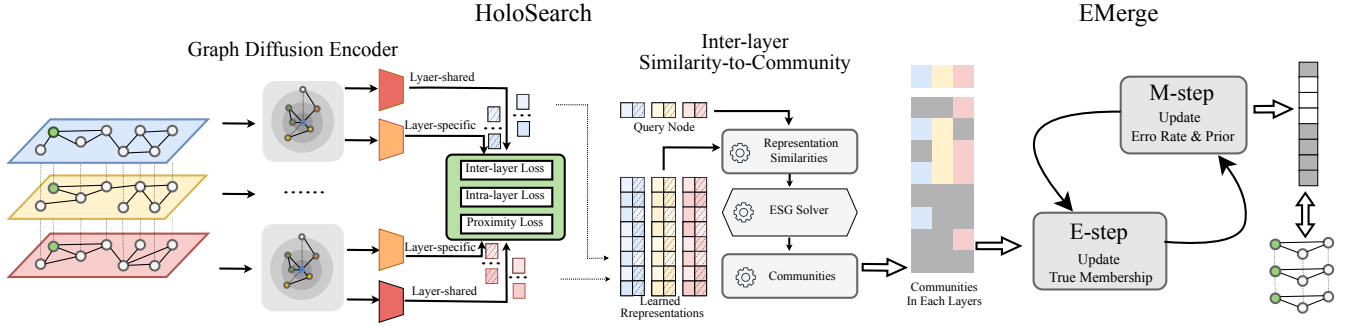 HoloSearch
EMerge
Graph Diffusion Encoder
Inter-layer
Similarity-to-Community
Lyaer-shared
Layer-specific
Inter-layer Loss
Intra-layer Loss
Proximity Loss
Layer-specific
Layer-shared
......
Query Node
Representation
Similarities
ESG Solver
Communities
Learned
Rrepresentations
Communities
In Each Layers
M-step
Update
Erro Rate & Prior
E-step
Update
True Membership